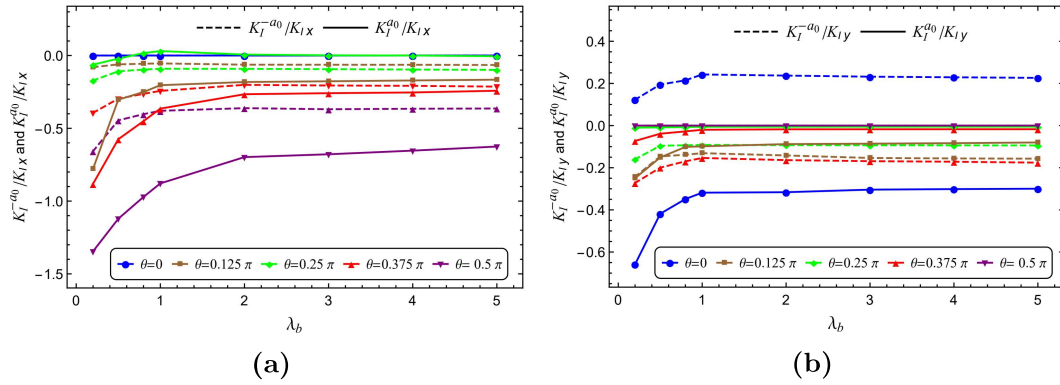 K_I^{-a_0}/K_{Ix} K_I^{a_0}/K_{Ix}
K_I^{-a_0}/K_{Ix} and K_I^{a_0}/K_{Ix}
0.0
−0.5
−1.0
−1.5
θ=0 θ=0.125 π θ=0.25 π θ=0.375 π θ= 0.5 π
0 1 2 3 4 5
λ_b
(a)
K_I^{-a_0}/K_{Iy} K_I^{a_0}/K_{Iy}
K_I^{-a_0}/K_{Iy} and K_I^{a_0}/K_{Iy}
0.4
0.2
0.0
−0.2
−0.4
−0.6
θ=0 θ=0.125 π θ=0.25 π θ=0.375 π θ= 0.5 π
0 1 2 3 4 5
λ_b
(b)